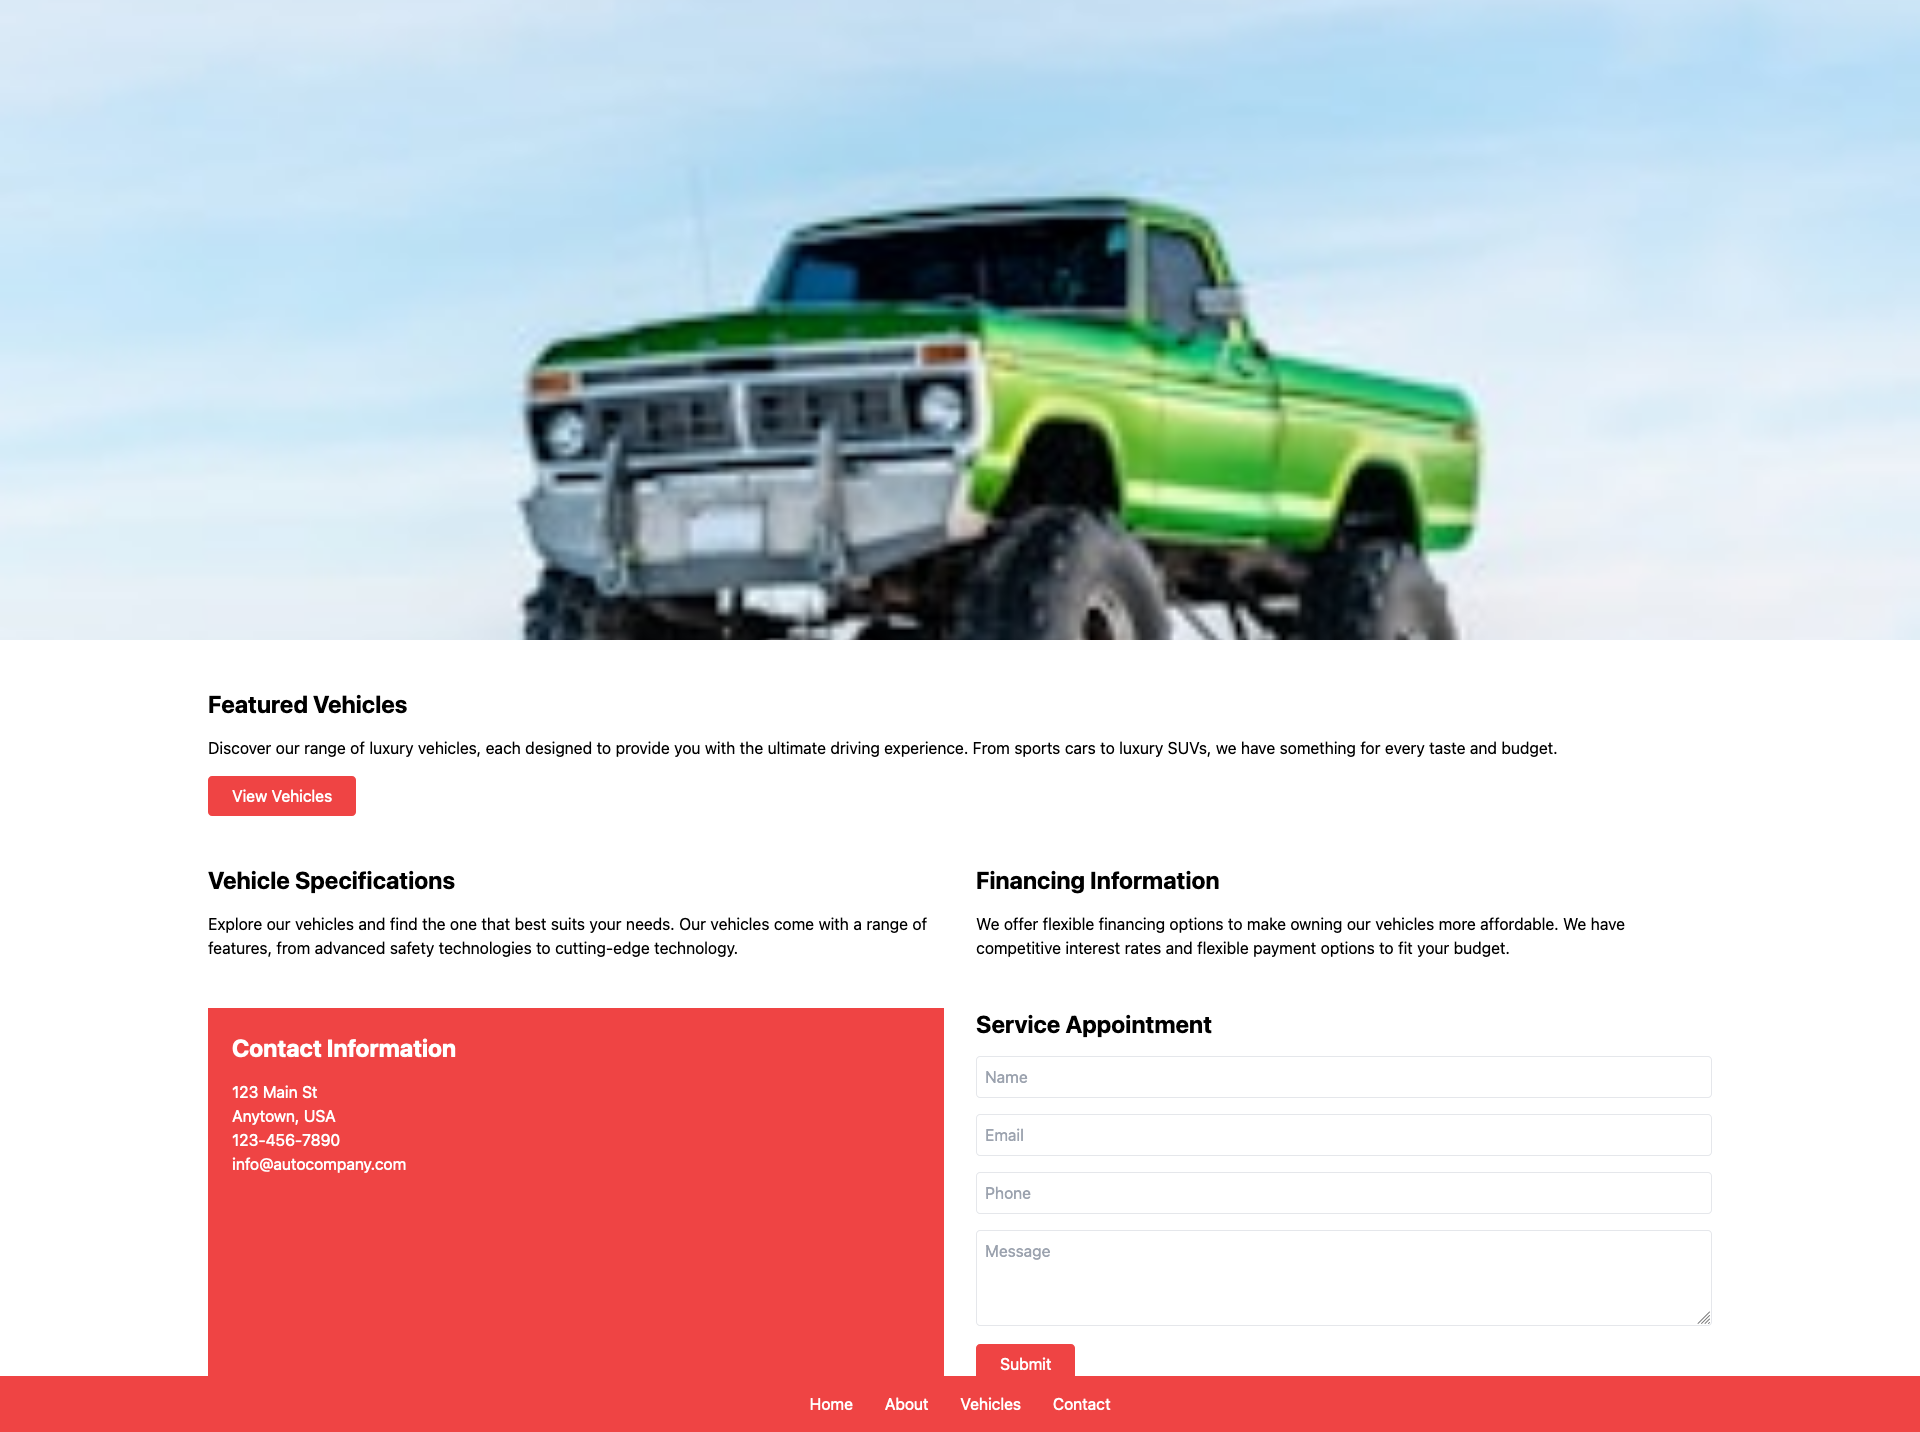 Featured Vehicles
Discover our range of luxury vehicles, each designed to provide you with the ultimate driving experience. From sports cars to luxury SUVs, we have something for every taste and budget.
View Vehicles
Vehicle Specifications
Explore our vehicles and find the one that best suits your needs. Our vehicles come with a range of
features, from advanced safety technologies to cutting-edge technology.
Financing Information
We offer flexible financing options to make owning our vehicles more affordable. We have
competitive interest rates and flexible payment options to fit your budget.
Contact Information
123 Main St
Anytown, USA
123-456-7890
info@autocompany.com
Service Appointment
Name
Email
Phone
Message
Submit
Home About Vehicles Contact